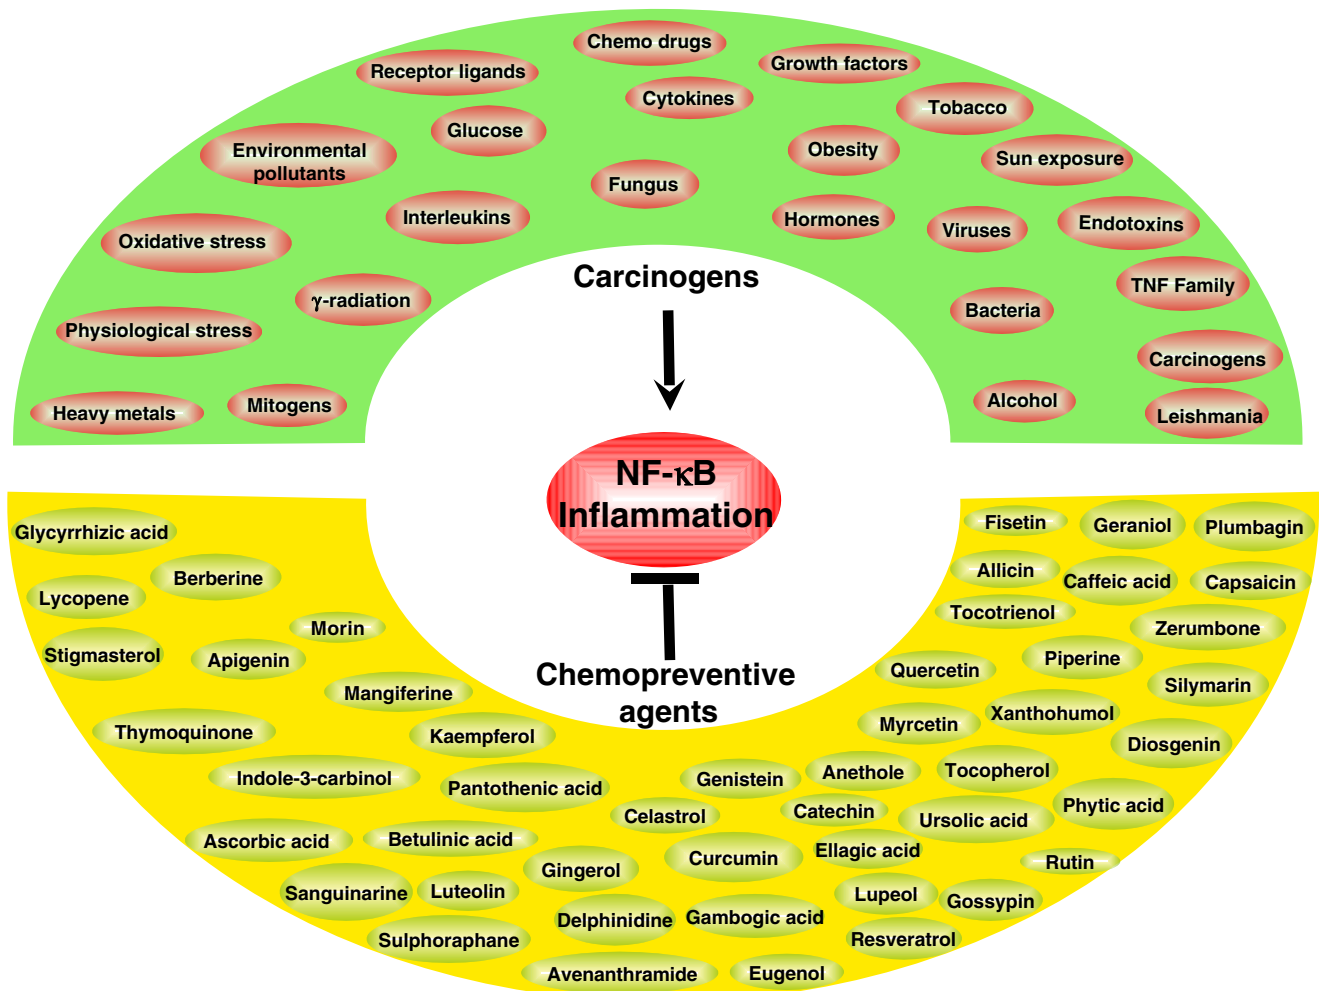 Chemo drugs
Receptor ligands
Growth factors
Cytokines
Tobacco
Glucose
Environmental
pollutants
Obesity
Sun exposure
Fungus
Interleukins
Hormones
Viruses
Endotoxins
Oxidative stress
Carcinogens
γ-radiation
TNF Family
Bacteria
Physiological stress
Carcinogens
Heavy metals
Mitogens
Alcohol
Leishmania
NF-κB
Inflammation
Glycyrrhizic acid
Fisetin
Geraniol
Plumbagin
Berberine
Allicin
Caffeic acid
Capsaicin
Lycopene
Tocotrienol
Morin
Zerumbone
Stigmasterol
Apigenin
Quercetin
Piperine
Chemopreventive
agents
Mangiferine
Silymarin
Thymoquinone
Kaempferol
Myrcetin
Xanthohumol
Diosgenin
Indole-3-carbinol
Pantothenic acid
Genistein
Anethole
Tocopherol
Celastrol
Catechin
Ursolic acid
Phytic acid
Ascorbic acid
Betulinic acid
Gingerol
Curcumin
Ellagic acid
Rutin
Sanguinarine
Luteolin
Lupeol
Gossypin
Delphinidine
Gambogic acid
Sulphoraphane
Resveratrol
Avenanthramide
Eugenol